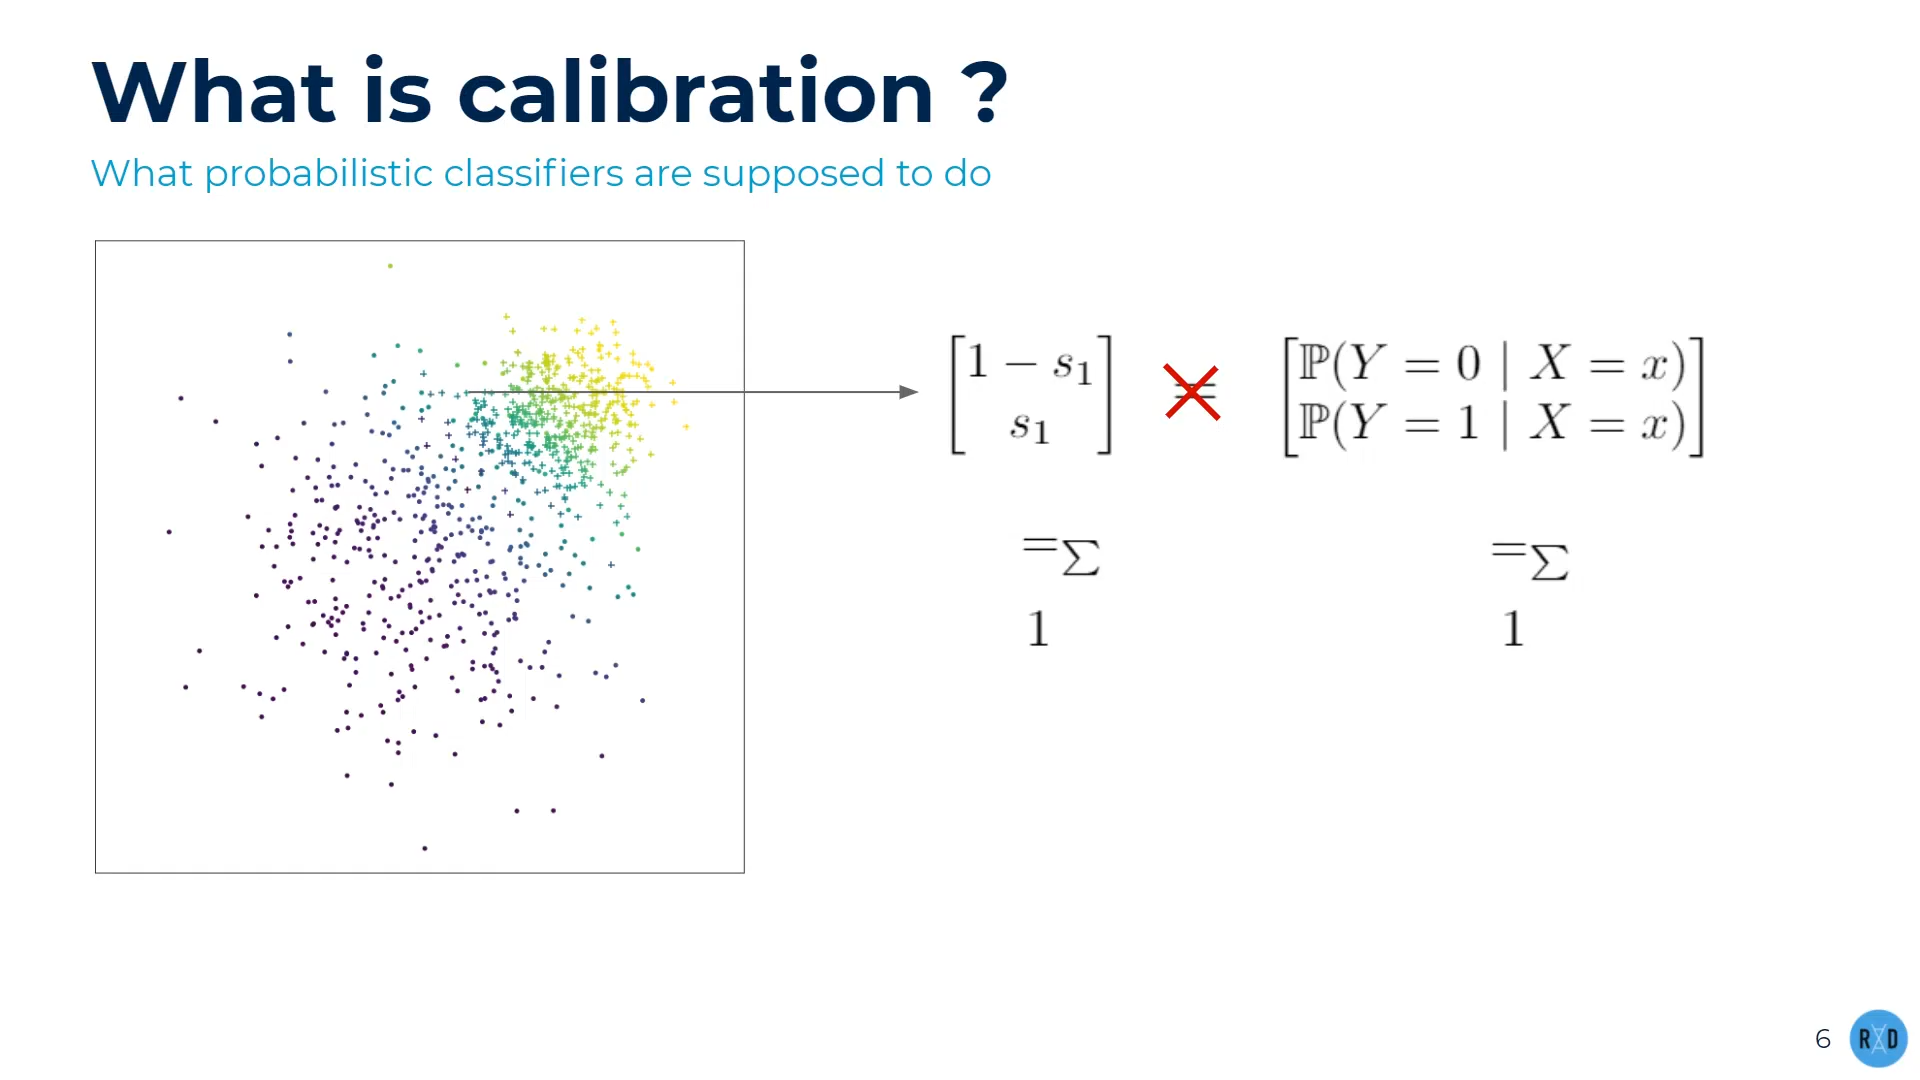 What is calibration ?
What probabilistic classifiers are supposed to do
[1 − s₁
s₁]
=
[ℙ(Y = 0 | X = x)
ℙ(Y = 1 | X = x)]
=∑ =∑
1 1
6 R D